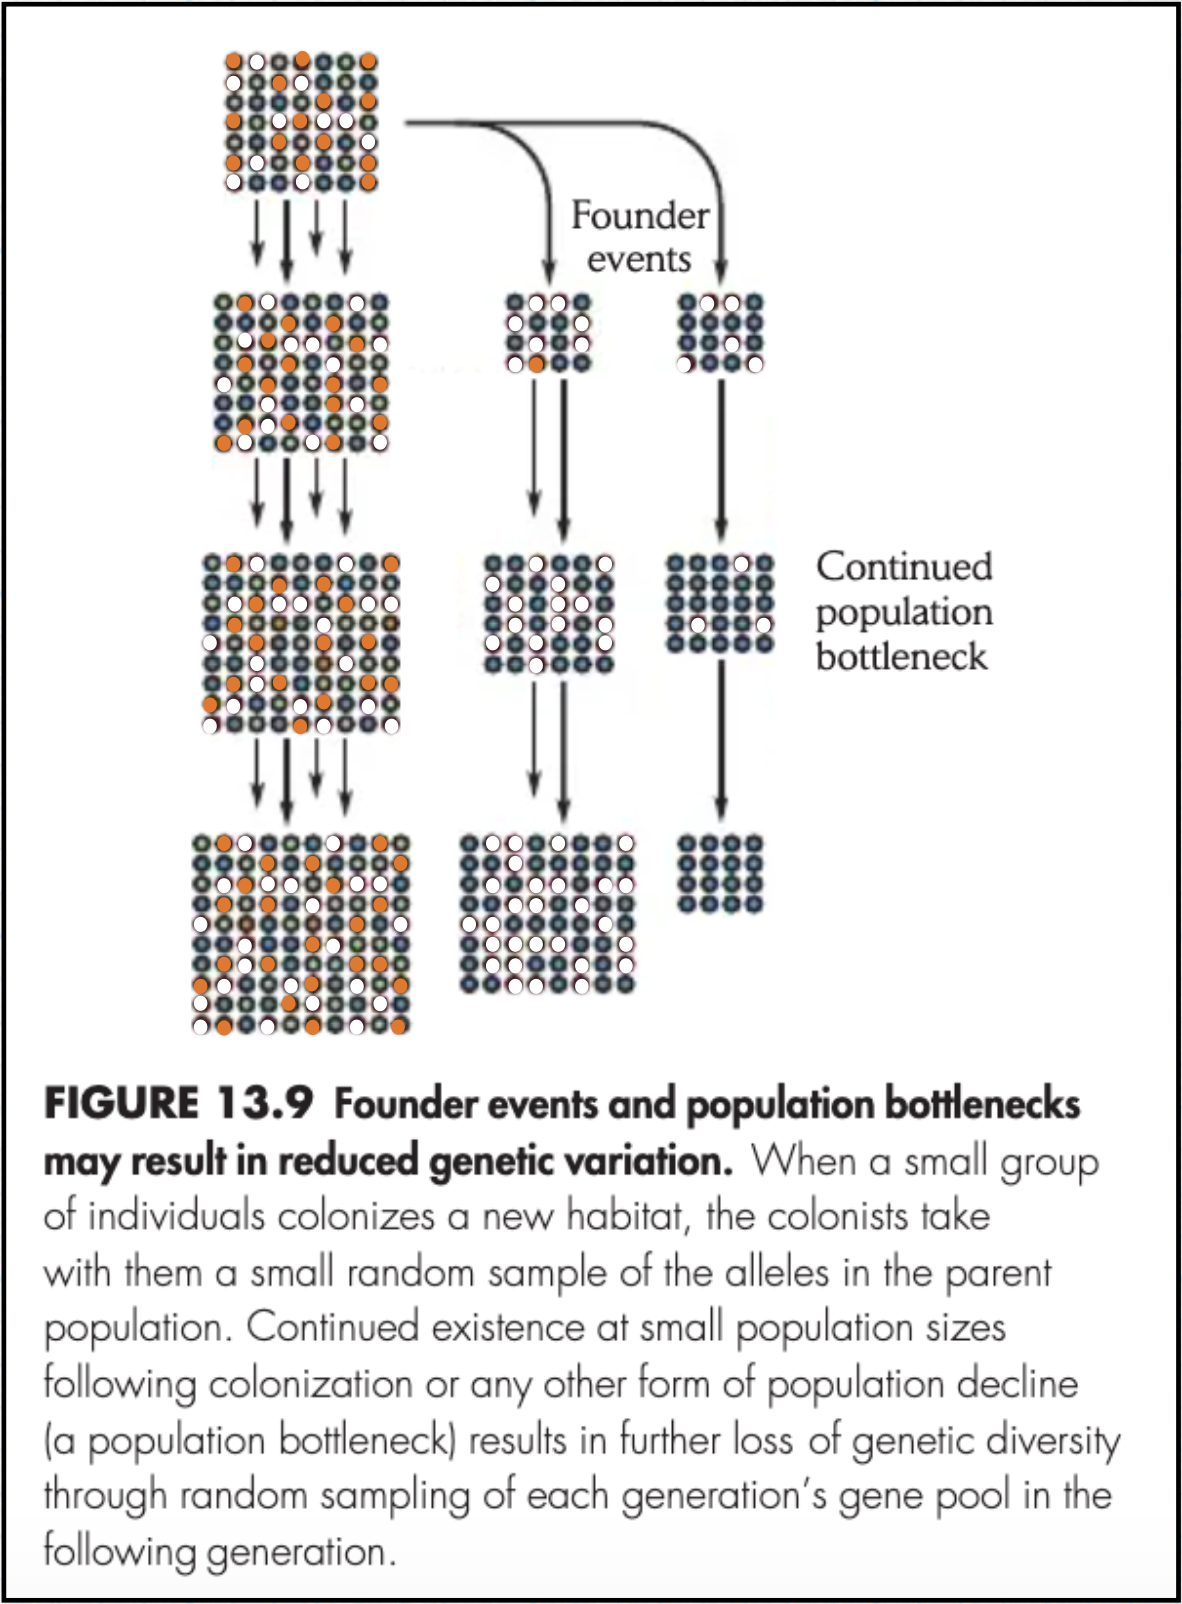 Founder
events
Continued
population
bottleneck
FIGURE 13.9 Founder events and population bottlenecks
may result in reduced genetic variation. When a small group
of individuals colonizes a new habitat, the colonists take
with them a small random sample of the alleles in the parent
population. Continued existence at small population sizes
following colonization or any other form of population decline
(a population bottleneck) results in further loss of genetic diversity
through random sampling of each generation’s gene pool in the
following generation.